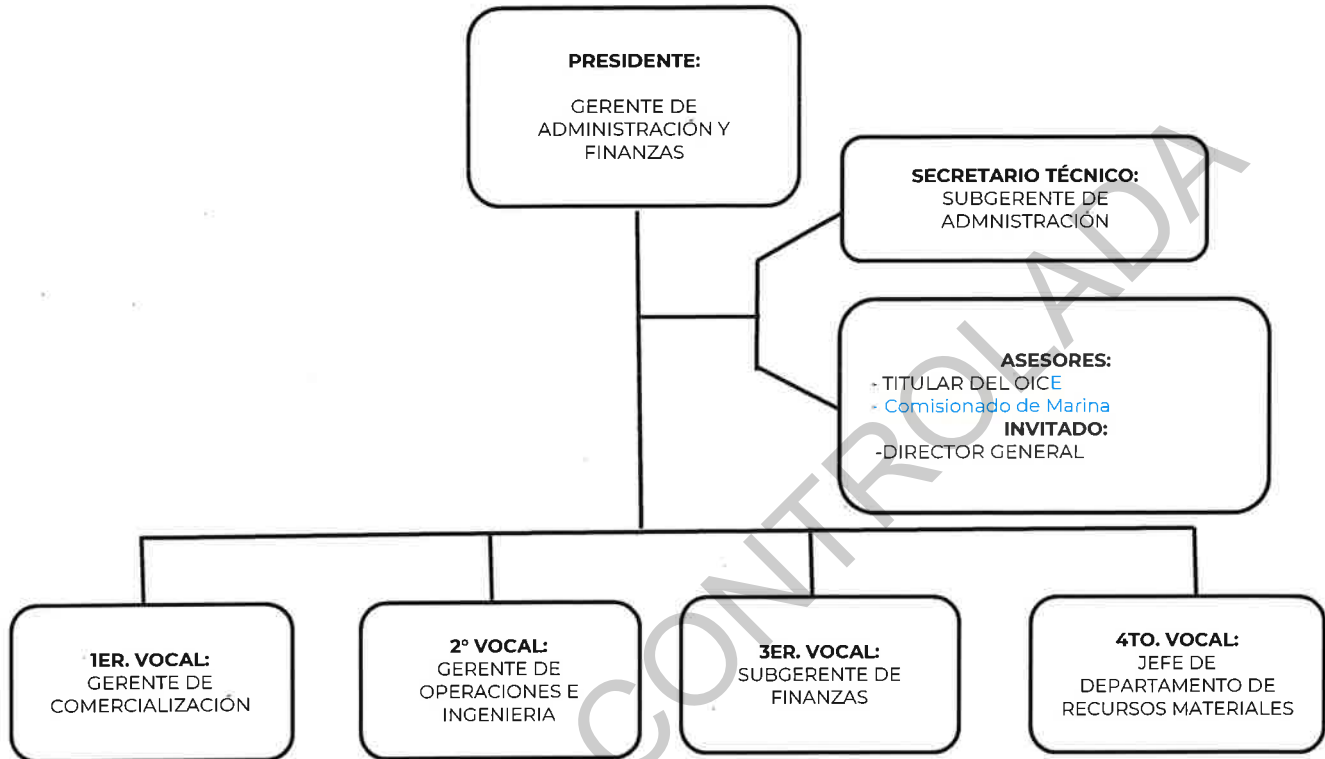 PRESIDENTE:
GERENTE DE
ADMINISTRACIÓN Y
FINANZAS
SECRETARIO TÉCNICO:
SUBGERENTE DE
ADMNISTRACIÓN
ASESORES:
- TITULAR DEL OICE
- Comisionado de Marina
INVITADO:
-DIRECTOR GENERAL
1ER. VOCAL:
GERENTE DE
COMERCIALIZACIÓN
2° VOCAL:
GERENTE DE
OPERACIONES E
INGENIERIA
3ER. VOCAL:
SUBGERENTE DE
FINANZAS
4TO. VOCAL:
JEFE DE
DEPARTAMENTO DE
RECURSOS MATERIALES
CONTROLADA